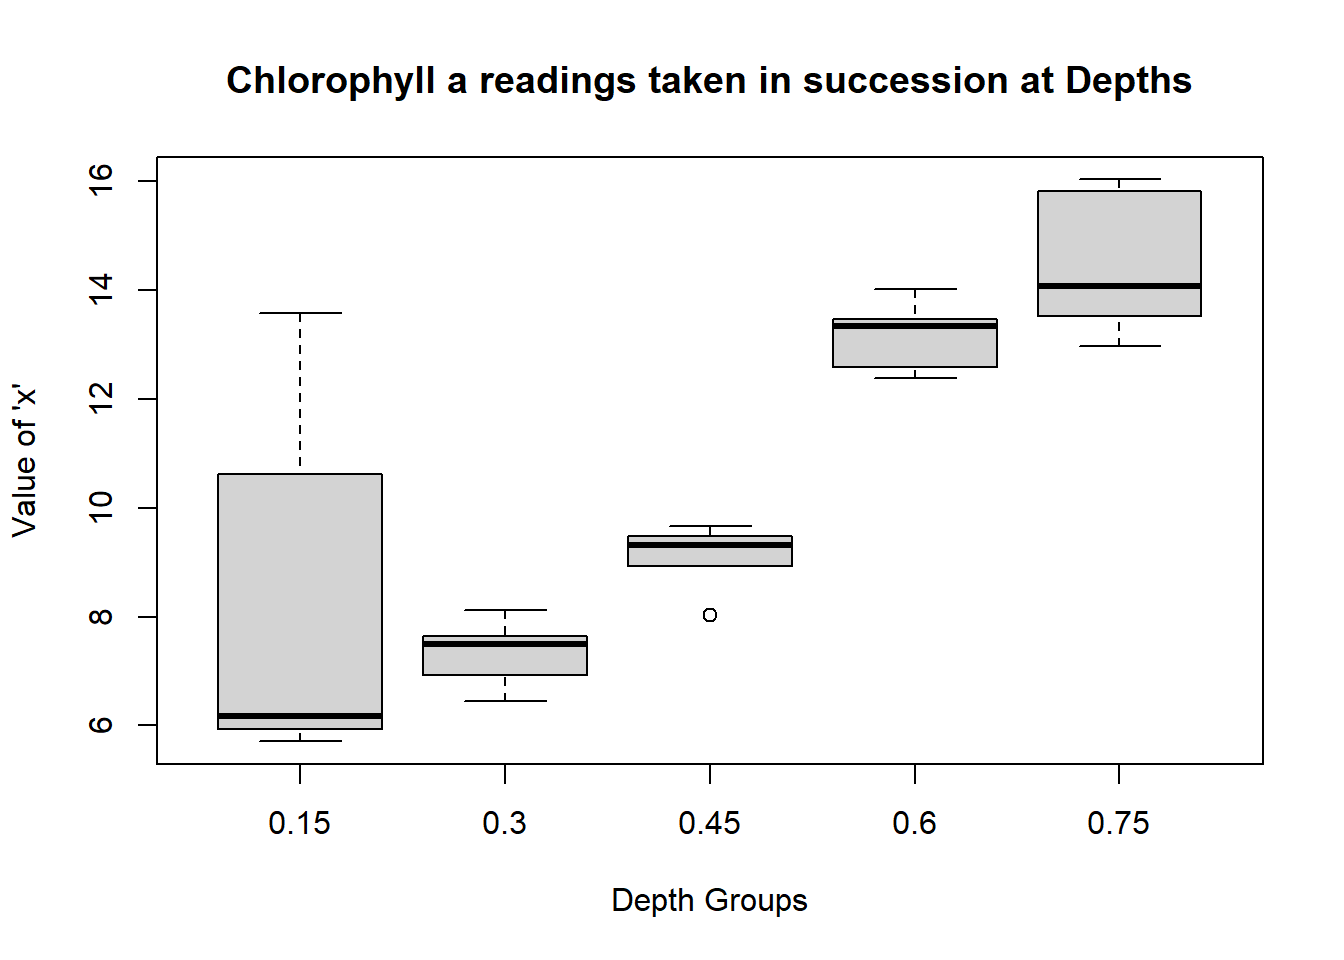 Chlorophyll a readings taken in succession at Depths
Value of 'x'
16
14
12
10
8
6
0.15 0.3 0.45 0.6 0.75
Depth Groups